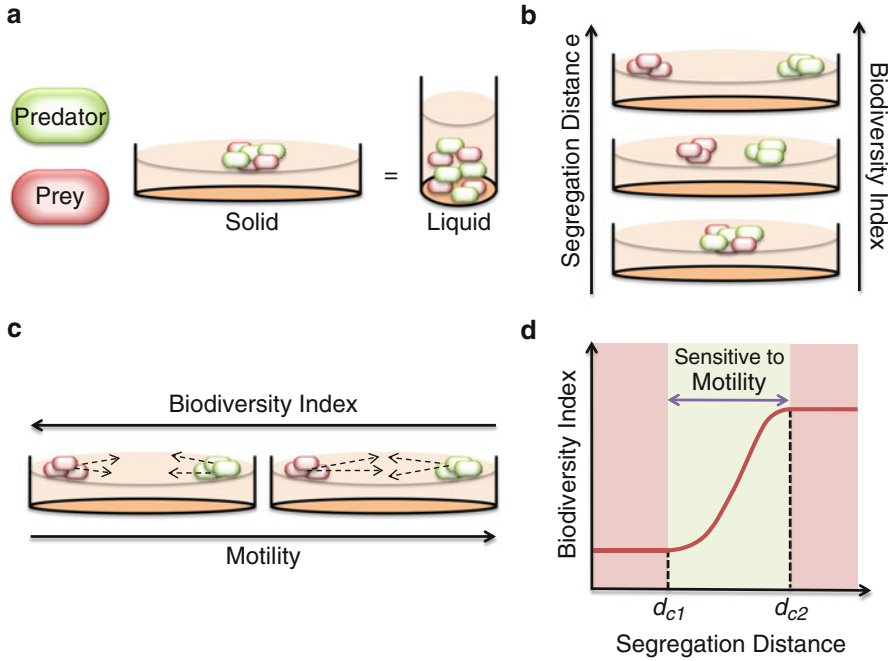 a
Predator
Prey
Solid
=
Liquid
b
Segregation Distance
Biodiversity Index
c
Biodiversity Index
Motility
d
Biodiversity Index
Sensitive to
Motility
dc1
dc2
Segregation Distance